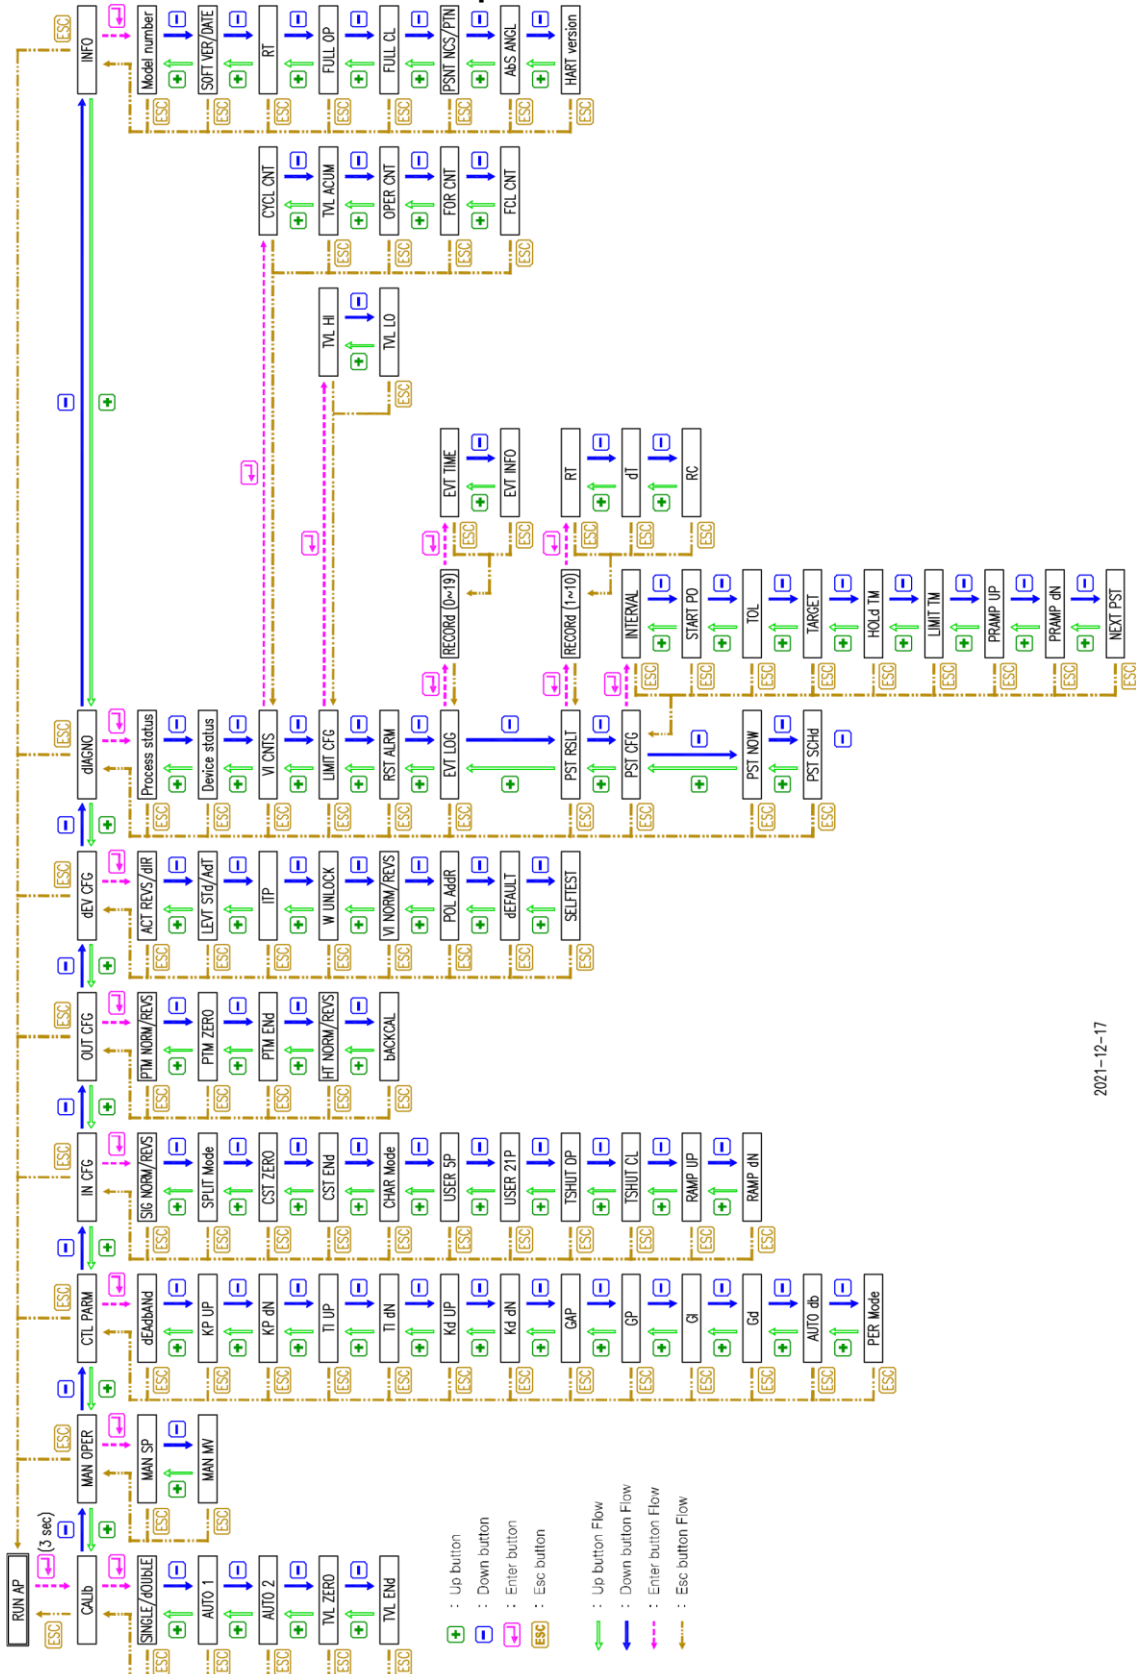 RUN AP
(3 sec)
ESC
CALIb
MAN OPER
CTL PARM
IN CFG
OUT CFG
dEV CFG
dIAGNO
INFO
SINGLE/dOUbLE
AUTO 1
AUTO 2
TVL ZERO
TVL ENd
MAN SP
MAN MV
dEAdbANd
KP UP
KP dN
TI UP
TI dN
Kd UP
Kd dN
GAP
GP
GI
Gd
AUTO db
PER Mode
SIG NORM/REVS
SPLIT Mode
CST ZERO
CST ENd
CHAR Mode
USER 5P
USER 21P
TSHUT OP
TSHUT CL
RAMP UP
RAMP dN
PTM NORM/REVS
PTM ZERO
PTM ENd
HT NORM/REVS
bACKCAL
ACT REVS/dIR
LEVT STd/AdT
ITP
W UNLOCK
VI NORM/REVS
POL AddR
dEFAULT
SELFTEST
Process status
Device status
VI CNTS
LIMIT CFG
RST ALRM
EVT LOG
PST RSLT
PST CFG
PST NOW
PST SCHd
CYCL CNT
TVL ACUM
OPER CNT
FOR CNT
FCL CNT
TVL HI
TVL LO
RECORd (0~19)
EVT TIME
EVT INFO
RECORd (1~10)
RT
dT
RC
INTERVAL
START PO
TOL
TARGET
HOLd TM
LIMIT TM
PRAMP UP
PRAMP dN
NEXT PST
Model number
SOFT VER/DATE
RT
FULL OP
FULL CL
PSNT NCS/PTN
AbS ANGL
HART version
: Up button
: Down button
: Enter button
ESC : Esc button
: Up button Flow
: Down button Flow
: Enter button Flow
: Esc button Flow
2021-12-17